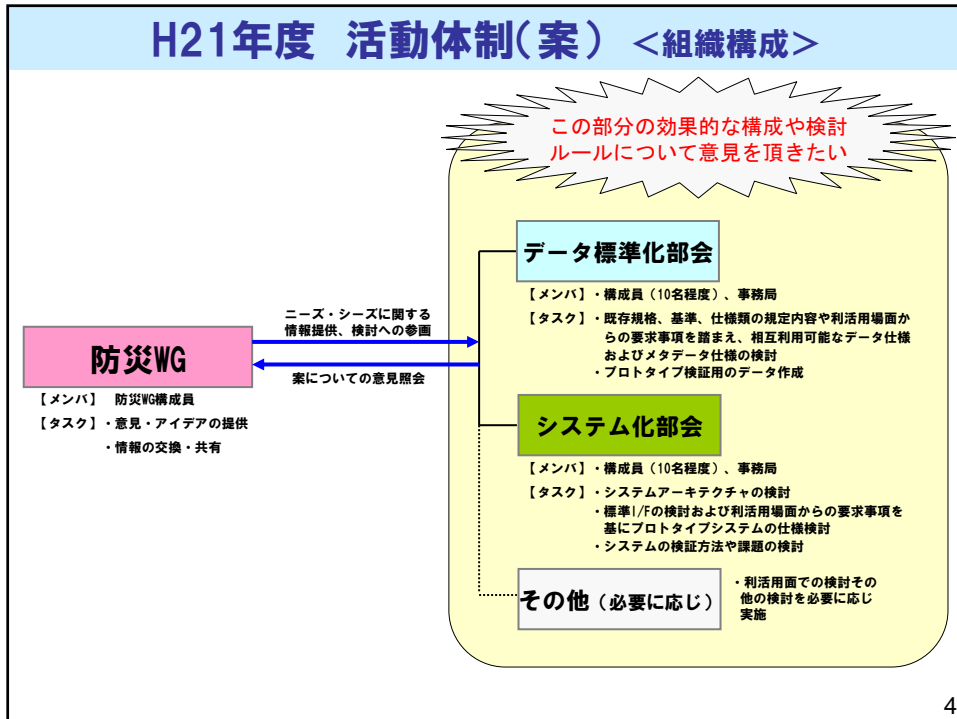 H21年度 活動体制(案) <組織構成>
この部分の効果的な構成や検討
ルールについて意見を頂きたい
データ標準化部会
【メンバ】・構成員(10名程度)、事務局
【タスク】・既存規格、基準、仕様類の規定内容や利活用場面か
らの要求事項を踏まえ、相互利用可能なデータ仕様
およびメタデータ仕様の検討
・プロトタイプ検証用のデータ作成
ニーズ・シーズに関する
情報提供、検討への参画
防災WG
案についての意見照会
【メンバ】 防災WG構成員
【タスク】・意見・アイデアの提供
・情報の交換・共有
システム化部会
【メンバ】・構成員(10名程度)、事務局
【タスク】・システムアーキテクチャの検討
・標準I/Fの検討および利活用場面からの要求事項を
基にプロトタイプシステムの仕様検討
・システムの検証方法や課題の検討
その他(必要に応じ)
・利活用面での検討その
他の検討を必要に応じ
実施
4